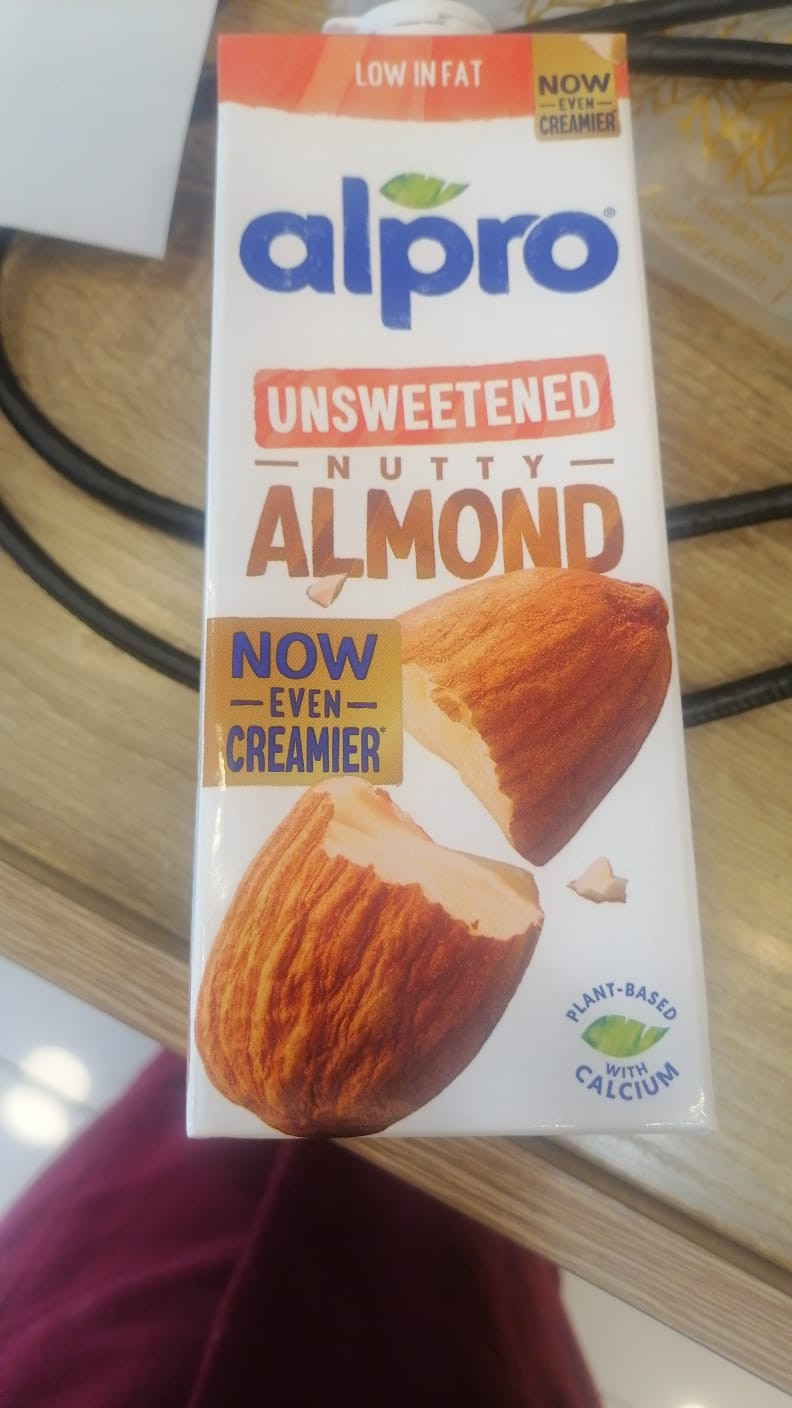 LOW IN FAT
NOW
EVEN
CREAMIER
alpro®
UNSWEETENED
NUTTY
ALMOND
NOW
EVEN
CREAMIER*
PLANT-BASED
WITH
CALCIUM